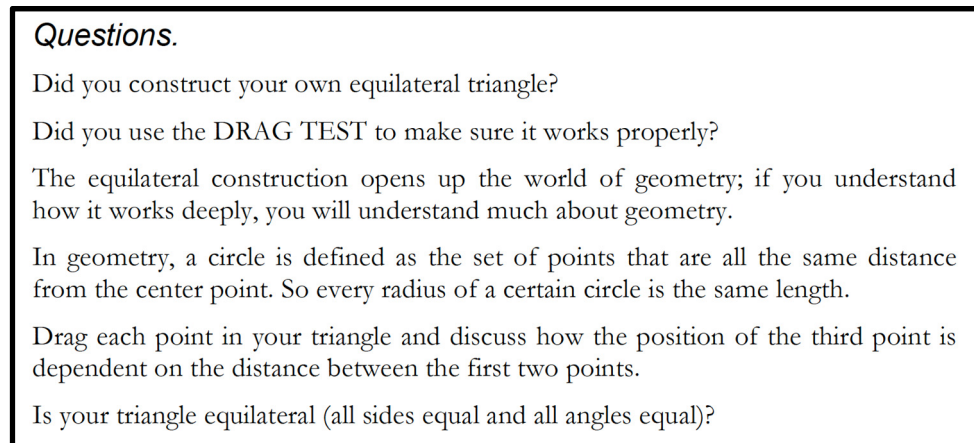 Questions.
Did you construct your own equilateral triangle?
Did you use the DRAG TEST to make sure it works properly?
The equilateral construction opens up the world of geometry; if you understand
how it works deeply, you will understand much about geometry.
In geometry, a circle is defined as the set of points that are all the same distance
from the center point. So every radius of a certain circle is the same length.
Drag each point in your triangle and discuss how the position of the third point is
dependent on the distance between the first two points.
Is your triangle equilateral (all sides equal and all angles equal)?